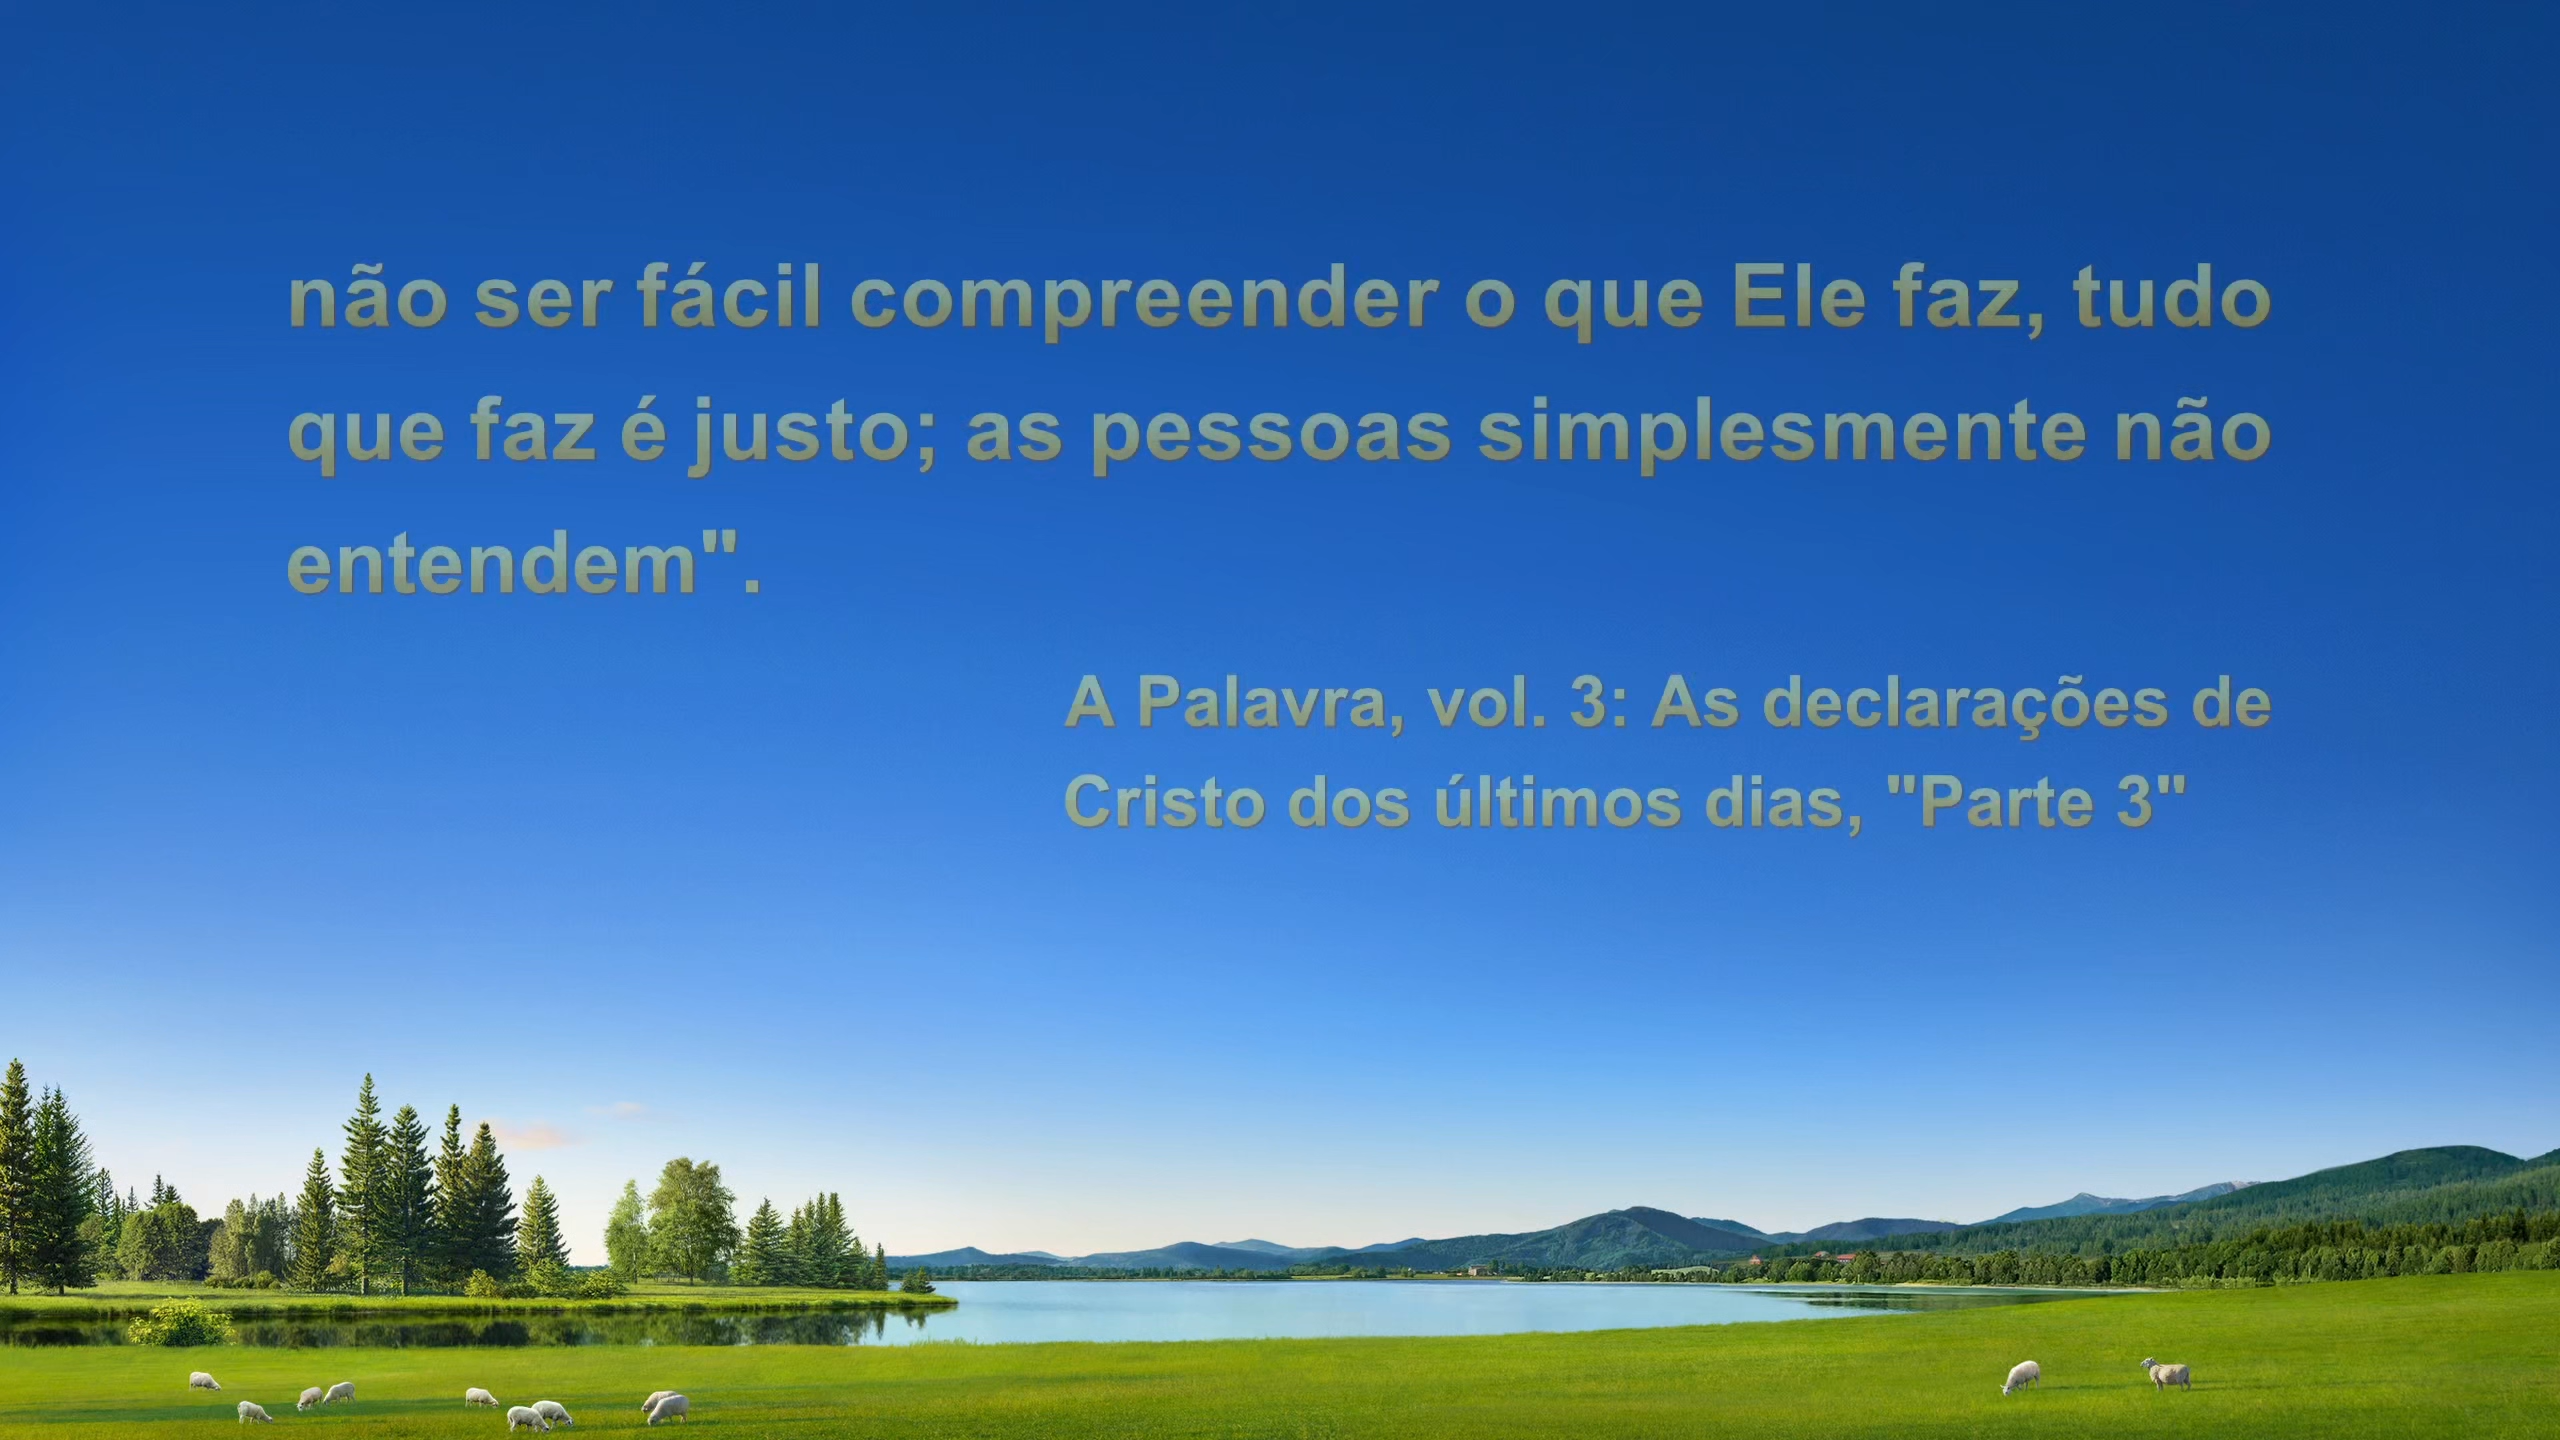 não ser fácil compreender o que Ele faz, tudo
que faz é justo; as pessoas simplesmente não
entendem".
A Palavra, vol. 3: As declarações de
Cristo dos últimos dias, "Parte 3"